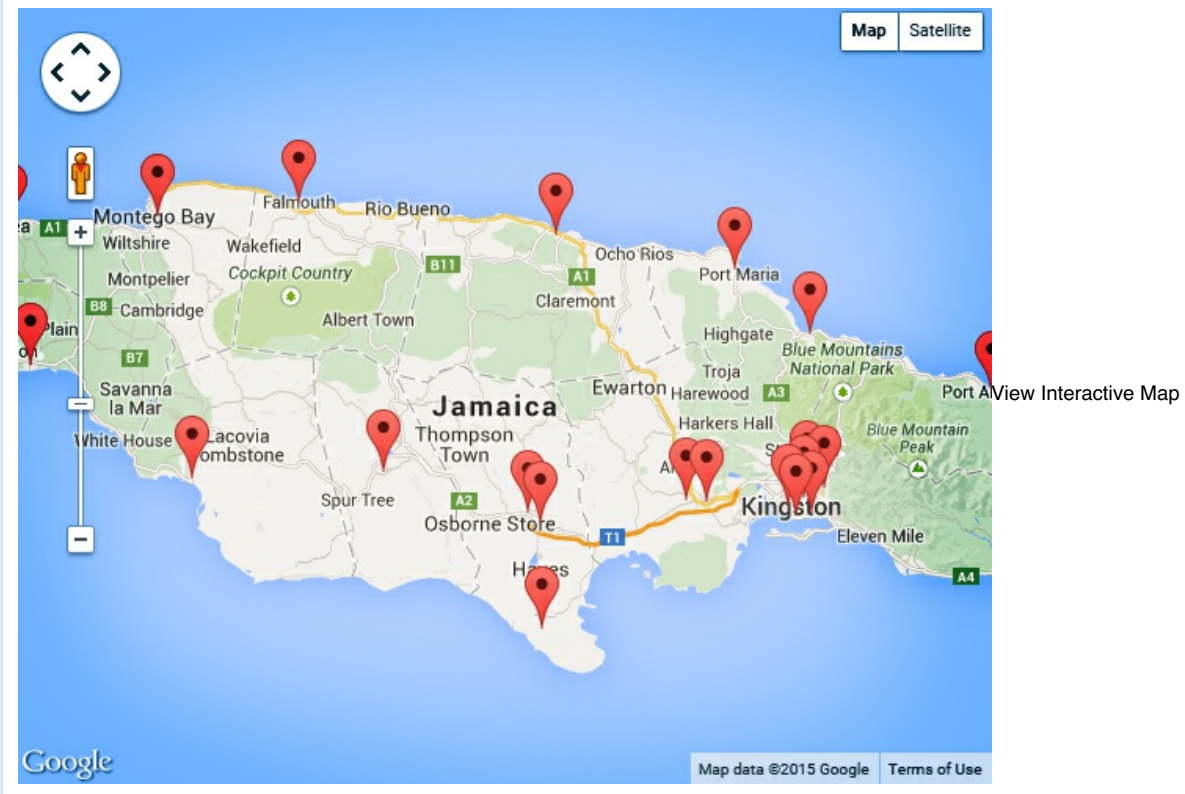 Map Satellite
Falmouth
Rio Bueno
Montego Bay
A1
+
Wiltshire
Wakefield
Ocho Rios
B11
Cockpit Country
Port Maria
A1
Montpelier
Claremont
B8
Cambridge
Albert Town
Plain
Highgate
Blue Mountains
National Park
B7
Troja
Ewarton
Harewood
A3
Savanna
la Mar
Port A
View Interactive Map
Jamaica
Harkers Hall
Blue Mountain
Peak
White House
Lacovia
Thompson
Town
Spur Tree
A2
Kingston
Osborne Store
T1
Eleven Mile
A4
−
Google
Map data ©2015 Google
Terms of Use